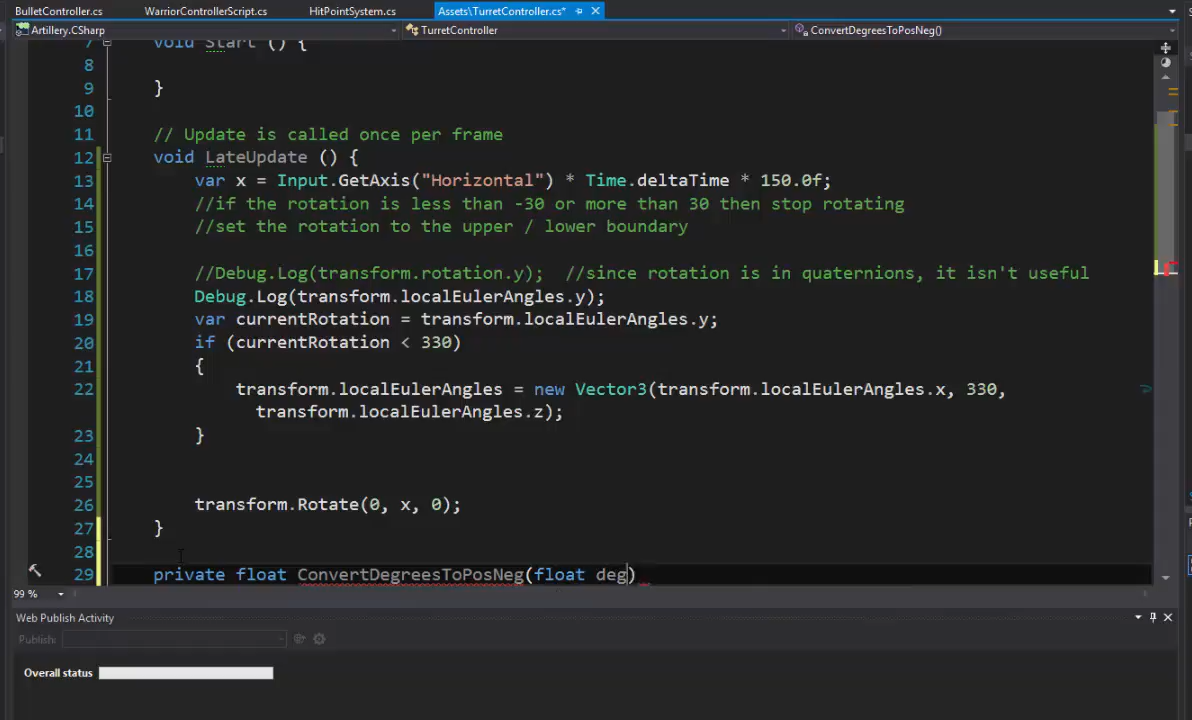 BulletController.cs WarriorControllerScript.cs HitPointSystem.cs Assets\TurretController.cs*
Artillery.CSharp TurretController ConvertDegreesToPosNeg()
7 void Start () {
8
9 }
10
11 // Update is called once per frame
12 void LateUpdate () {
13 var x = Input.GetAxis("Horizontal") * Time.deltaTime * 150.0f;
14 //if the rotation is less than -30 or more than 30 then stop rotating
15 //set the rotation to the upper / lower boundary
16
17 //Debug.Log(transform.rotation.y); //since rotation is in quaternions, it isn't useful
18 Debug.Log(transform.localEulerAngles.y);
19 var currentRotation = transform.localEulerAngles.y;
20 if (currentRotation < 330)
21 {
22 transform.localEulerAngles = new Vector3(transform.localEulerAngles.x, 330,
transform.localEulerAngles.z);
23 }
24
25
26 transform.Rotate(0, x, 0);
27 }
28
29 private float ConvertDegreesToPosNeg(float deg)
99 %
Web Publish Activity
Publish:
Overall status